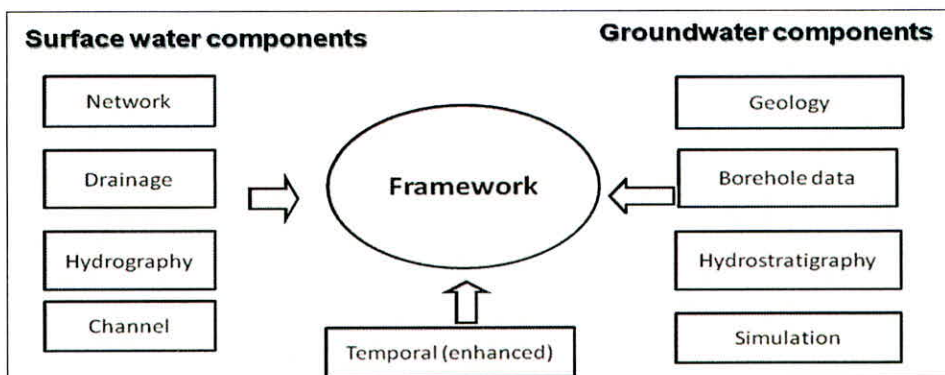 Surface water components
Network
Drainage
Hydrography
Channel
Framework
Temporal (enhanced)
Groundwater components
Geology
Borehole data
Hydrostratigraphy
Simulation